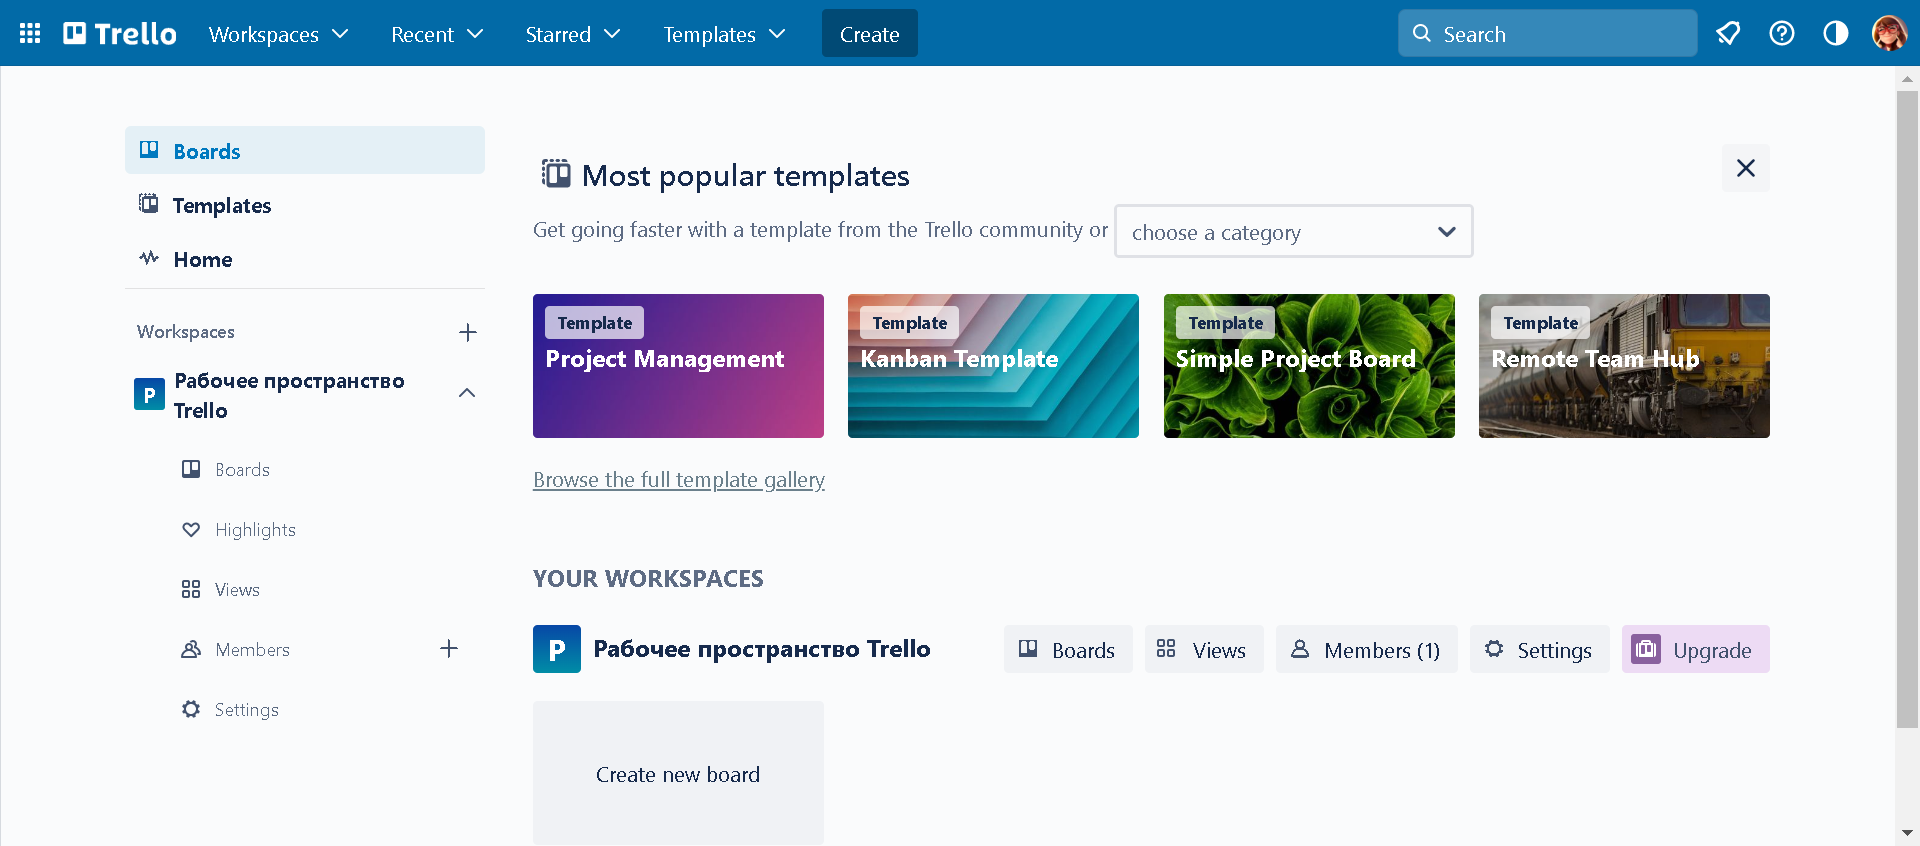 Trello
Workspaces
Recent
Starred
Templates
Create
Search
Boards
Templates
Home
Workspaces
P
Рабочее пространство
Trello
Boards
Highlights
Views
Members
Settings
Most popular templates
Get going faster with a template from the Trello community or
choose a category
Template
Project Management
Template
Kanban Template
Template
Simple Project Board
Template
Remote Team Hub
Browse the full template gallery
YOUR WORKSPACES
P
Рабочее пространство Trello
Boards
Views
Members (1)
Settings
Upgrade
Create new board